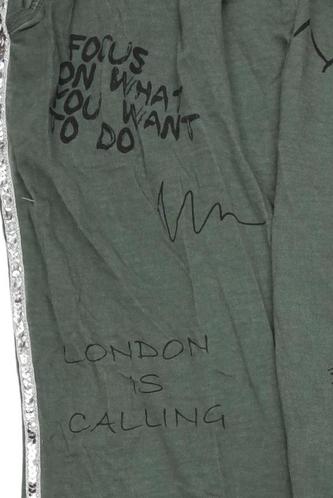 FOCUS
ON WHAT
YOU WANT
TO DO
LONDON
IS
CALLING